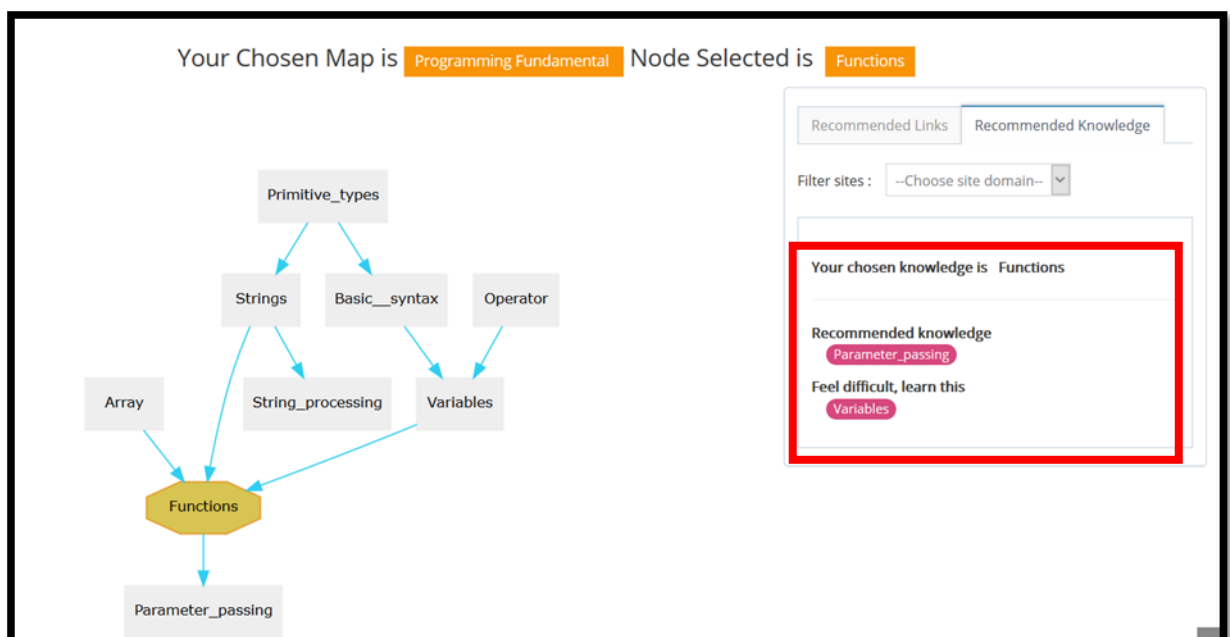 Your Chosen Map is Programming Fundamental Node Selected is Functions
Recommended Links Recommended Knowledge
Filter sites : --Choose site domain--
Primitive_types
Strings Basic__syntax Operator
Your chosen knowledge is Functions
Recommended knowledge
Parameter_passing
Feel difficult, learn this
Variables
Array String_processing Variables
Functions
Parameter_passing